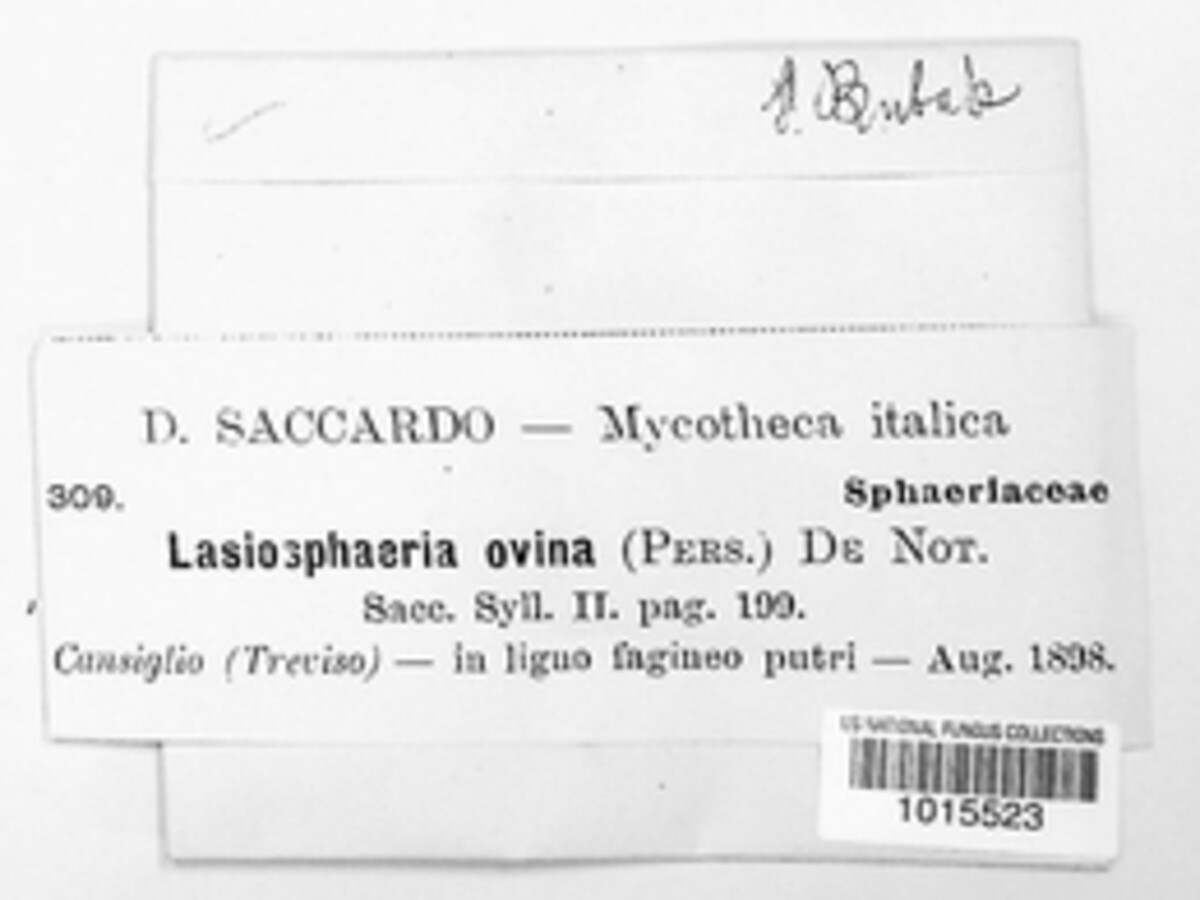 F. Bubák
D. SACCARDO — Mycotheca italica
309.
Sphaeriaceae
Lasiosphaeria ovina (PERS.) DE NOT.
Sacc. Syll. II. pag. 199.
Cansiglio (Treviso) — in ligno fagineo putri — Aug. 1898.
US NATIONAL FUNGUS COLLECTIONS
1015523